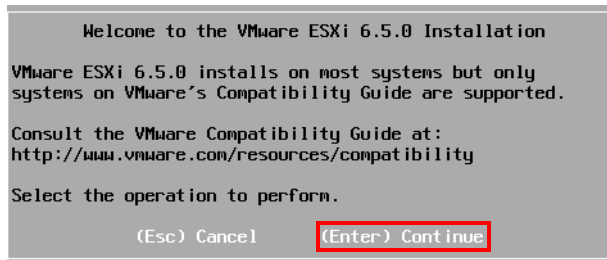 Welcome to the VMware ESXi 6.5.0 Installation
VMware ESXi 6.5.0 installs on most systems but only
systems on VMware's Compatibility Guide are supported.
Consult the VMware Compatibility Guide at:
http://www.vmware.com/resources/compatibility
Select the operation to perform.
(Esc) Cancel (Enter) Continue